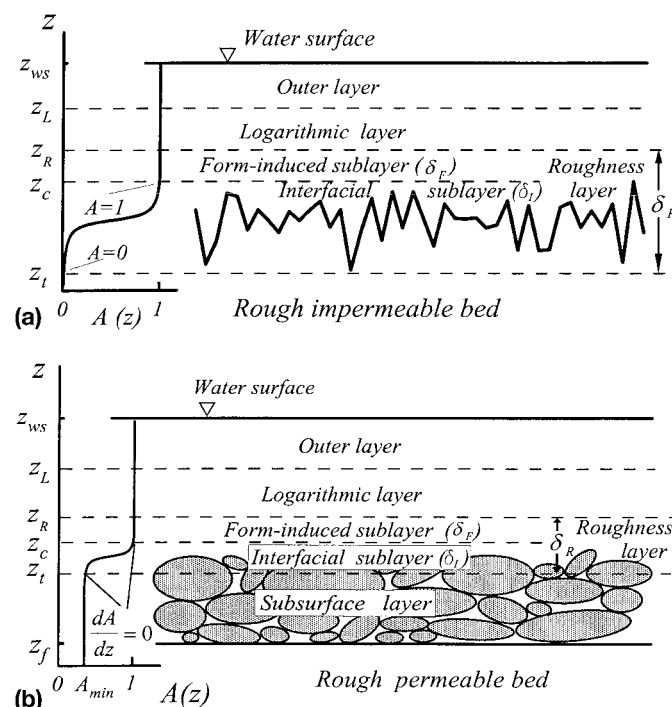 z
Water surface
z_ws
Outer layer
z_L
Logarithmic layer
z_R
Form-induced sublayer (δ_F)
Roughness layer
z_c
Interfacial sublayer (δ_I)
A=1
δ_R
A=0
z_t
0
1
A (z)
Rough impermeable bed
(a)
z
Water surface
z_ws
Outer layer
z_L
Logarithmic layer
z_R
Form-induced sublayer (δ_F)
δ_R
Roughness layer
z_c
Interfacial sublayer (δ_I)
z_t
Subsurface layer
dA/dz = 0
z_f
0
A_min
1
A(z)
Rough permeable bed
(b)